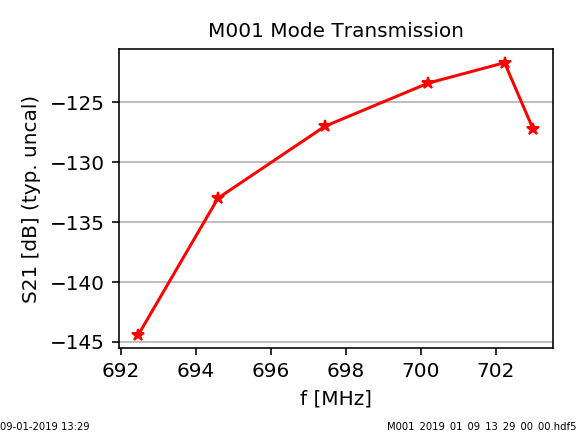 M001 Mode Transmission
S21 [dB] (typ. uncal)
−125
−130
−135
−140
−145
692 694 696 698 700 702
f [MHz]
09-01-2019 13:29
M001_2019_01_09_13_29_00_00.hdf5